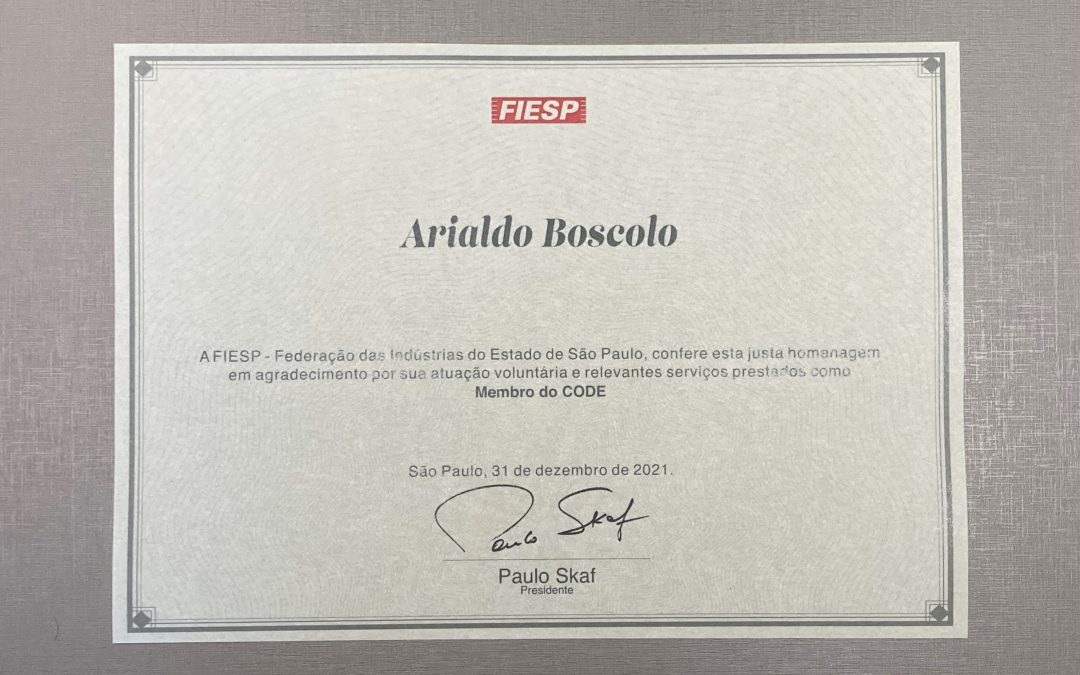 FIESP
Arialdo Boscolo
A FIESP - Federação das Indústrias do Estado de São Paulo, confere esta justa homenagem
em agradecimento por sua atuação voluntária e relevantes serviços prestados como
Membro do CODE
São Paulo, 31 de dezembro de 2021.
Paulo Skaf
Paulo Skaf
Presidente